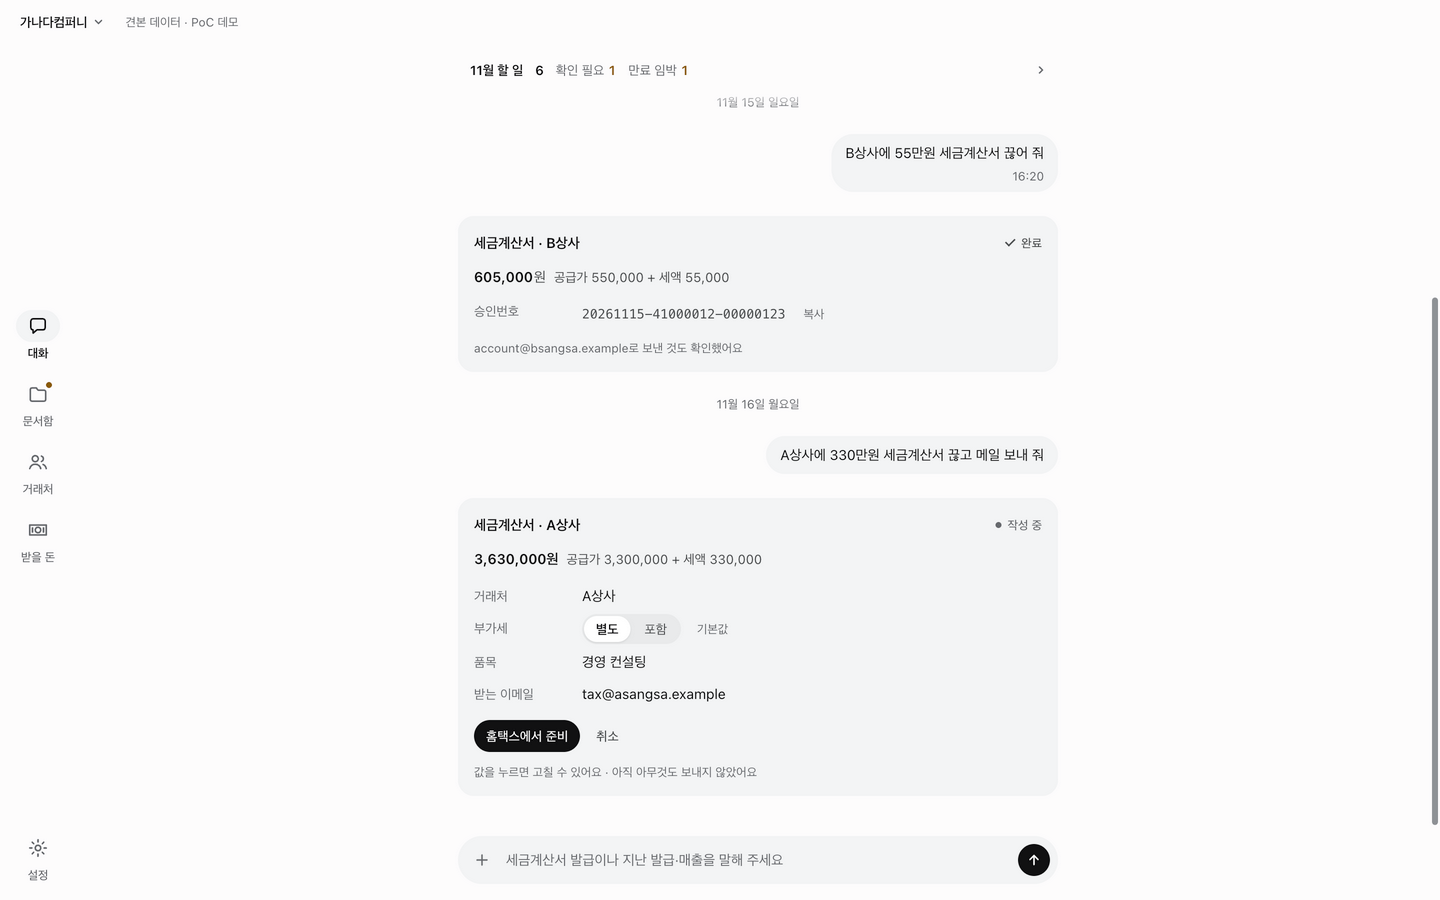 가나다컴퍼니
견본 데이터 · PoC 데모
11월 할 일 6 확인 필요 1 만료 임박 1
11월 15일 일요일
B상사에 55만원 세금계산서 끊어 줘
16:20
세금계산서 · B상사
완료
605,000원 공급가 550,000 + 세액 55,000
승인번호 20261115-41000012-00000123 복사
account@bsangsa.example로 보낸 것도 확인했어요
11월 16일 월요일
A상사에 330만원 세금계산서 끊고 메일 보내 줘
세금계산서 · A상사
작성 중
3,630,000원 공급가 3,300,000 + 세액 330,000
거래처 A상사
부가세 별도 포함 기본값
품목 경영 컨설팅
받는 이메일 tax@asangsa.example
홈택스에서 준비 취소
값을 누르면 고칠 수 있어요 · 아직 아무것도 보내지 않았어요
세금계산서 발급이나 지난 발급·매출을 말해 주세요
대화
문서함
거래처
받을 돈
설정